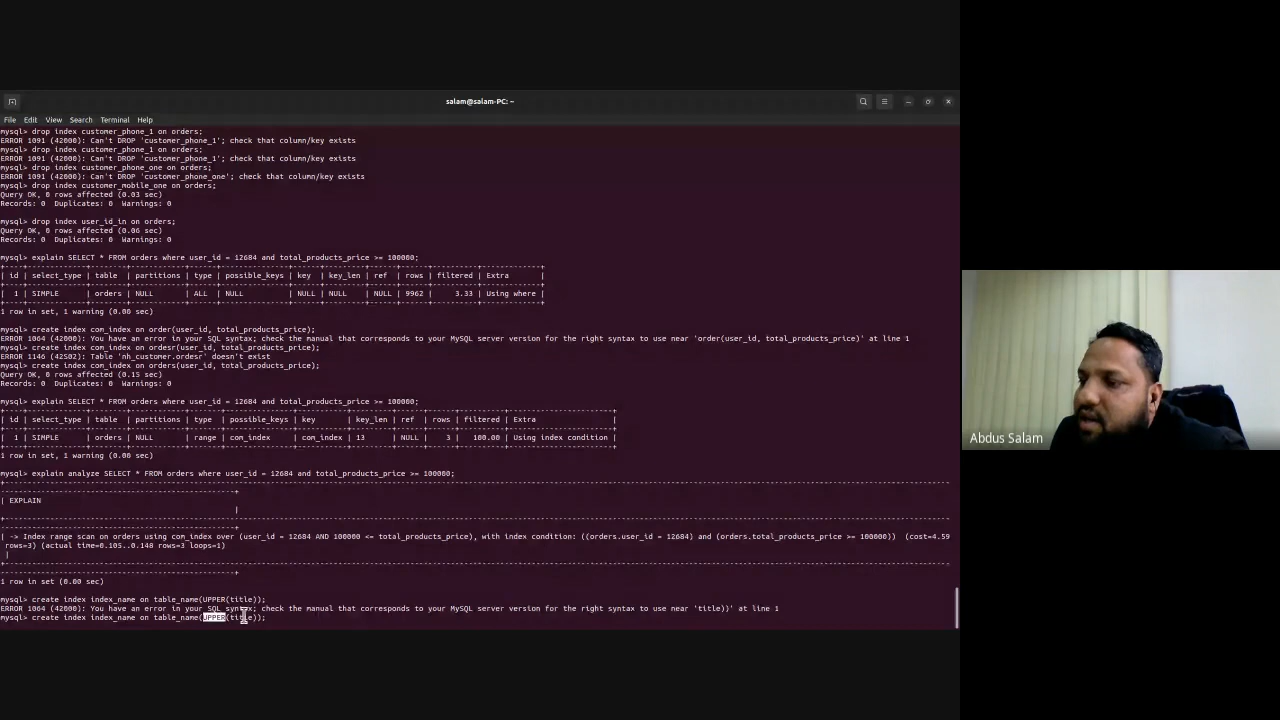 salam@salam-PC: ~
File Edit View Search Terminal Help
mysql> drop index customer_phone_1 on orders;
ERROR 1091 (42000): Can't DROP 'customer_phone_1'; check that column/key exists
mysql> drop index customer_phone_1 on orders;
ERROR 1091 (42000): Can't DROP 'customer_phone_1'; check that column/key exists
mysql> drop index customer_phone_one on orders;
ERROR 1091 (42000): Can't DROP 'customer_phone_one'; check that column/key exists
mysql> drop index customer_mobile_one on orders;
Query OK, 0 rows affected (0.03 sec)
Records: 0  Duplicates: 0  Warnings: 0
mysql> drop index user_id_in on orders;
Query OK, 0 rows affected (0.06 sec)
Records: 0  Duplicates: 0  Warnings: 0
mysql> explain SELECT * FROM orders where user_id = 12684 and total_products_price >= 100000;
| id | select_type | table  | partitions | type | possible_keys | key  | key_len | ref  | rows | filtered | Extra       |
|  1 | SIMPLE      | orders | NULL       | ALL  | NULL          | NULL | NULL    | NULL | 9962 |     3.33 | Using where |
1 row in set, 1 warning (0.00 sec)
mysql> create index com_index on order(user_id, total_products_price);
ERROR 1064 (42000): You have an error in your SQL syntax; check the manual that corresponds to your MySQL server version for the right syntax to use near 'order(user_id, total_products_price)' at line 1
mysql> create index com_index on ordesr(user_id, total_products_price);
ERROR 1146 (42S02): Table 'nh_customer.ordesr' doesn't exist
mysql> create index com_index on orders(user_id, total_products_price);
Query OK, 0 rows affected (0.15 sec)
Records: 0  Duplicates: 0  Warnings: 0
mysql> explain SELECT * FROM orders where user_id = 12684 and total_products_price >= 100000;
| id | select_type | table  | partitions | type  | possible_keys | key       | key_len | ref  | rows | filtered | Extra                 |
|  1 | SIMPLE      | orders | NULL       | range | com_index     | com_index | 13      | NULL |    3 |   100.00 | Using index condition |
1 row in set, 1 warning (0.00 sec)
mysql> explain analyze SELECT * FROM orders where user_id = 12684 and total_products_price >= 100000;
| EXPLAIN
|
| -> Index range scan on orders using com_index over (user_id = 12684 AND 100000 <= total_products_price), with index condition: ((orders.user_id = 12684) and (orders.total_products_price >= 100000))  (cost=4.59
rows=3) (actual time=0.105..0.148 rows=3 loops=1)
|
1 row in set (0.00 sec)
mysql> create index index_name on table_name(UPPER(title));
ERROR 1064 (42000): You have an error in your SQL syntax; check the manual that corresponds to your MySQL server version for the right syntax to use near 'title))' at line 1
mysql> create index index_name on table_name(UPPER(title));
Abdus Salam